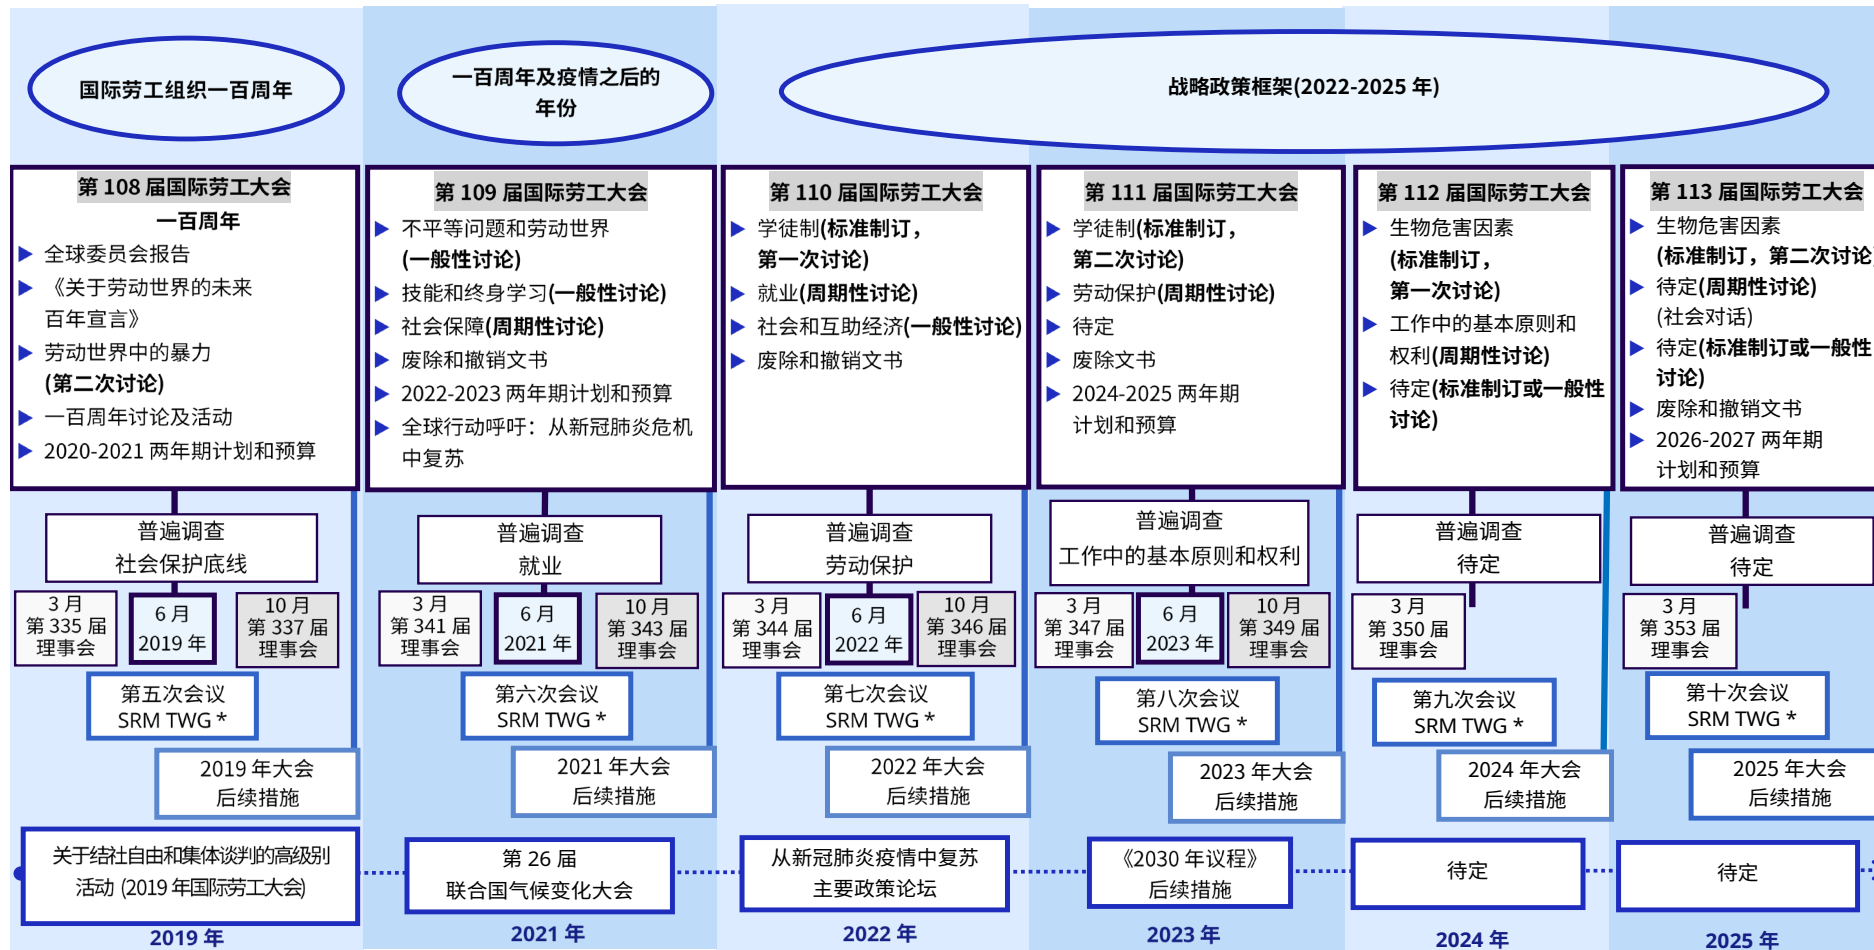 国际劳工组织一百周年
一百周年及疫情之后的
年份
战略政策框架(2022-2025 年)
第 108 届国际劳工大会
一百周年
全球委员会报告
《关于劳动世界的未来
百年宣言》
劳动世界中的暴力
(第二次讨论)
一百周年讨论及活动
2020-2021 两年期计划和预算
第 109 届国际劳工大会
不平等问题和劳动世界
(一般性讨论)
技能和终身学习(一般性讨论)
社会保障(周期性讨论)
废除和撤销文书
2022-2023 两年期计划和预算
全球行动呼吁：从新冠肺炎危机
中复苏
第 110 届国际劳工大会
学徒制(标准制订，
第一次讨论)
就业(周期性讨论)
社会和互助经济(一般性讨论)
废除和撤销文书
第 111 届国际劳工大会
学徒制(标准制订，
第二次讨论)
劳动保护(周期性讨论)
待定
废除文书
2024-2025 两年期
计划和预算
第 112 届国际劳工大会
生物危害因素
(标准制订，
第一次讨论)
工作中的基本原则和
权利(周期性讨论)
待定(标准制订或一般性
讨论)
第 113 届国际劳工大会
生物危害因素
(标准制订，第二次讨论)
待定(周期性讨论)
(社会对话)
待定(标准制订或一般性
讨论)
废除和撤销文书
2026-2027 两年期
计划和预算
普遍调查
社会保护底线
普遍调查
就业
普遍调查
劳动保护
普遍调查
工作中的基本原则和权利
普遍调查
待定
普遍调查
待定
3 月
第 335 届
理事会
6 月
2019 年
10 月
第 337 届
理事会
3 月
第 341 届
理事会
6 月
2021 年
10 月
第 343 届
理事会
3 月
第 344 届
理事会
6 月
2022 年
10 月
第 346 届
理事会
3 月
第 347 届
理事会
6 月
2023 年
10 月
第 349 届
理事会
3 月
第 350 届
理事会
3 月
第 353 届
理事会
第五次会议
SRM TWG *
第六次会议
SRM TWG *
第七次会议
SRM TWG *
第八次会议
SRM TWG *
第九次会议
SRM TWG *
第十次会议
SRM TWG *
2019 年大会
后续措施
2021 年大会
后续措施
2022 年大会
后续措施
2023 年大会
后续措施
2024 年大会
后续措施
2025 年大会
后续措施
关于结社自由和集体谈判的高级别
活动 (2019 年国际劳工大会)
第 26 届
联合国气候变化大会
从新冠肺炎疫情中复苏
主要政策论坛
《2030 年议程》
后续措施
待定
待定
2019 年
2021 年
2022 年
2023 年
2024 年
2025 年